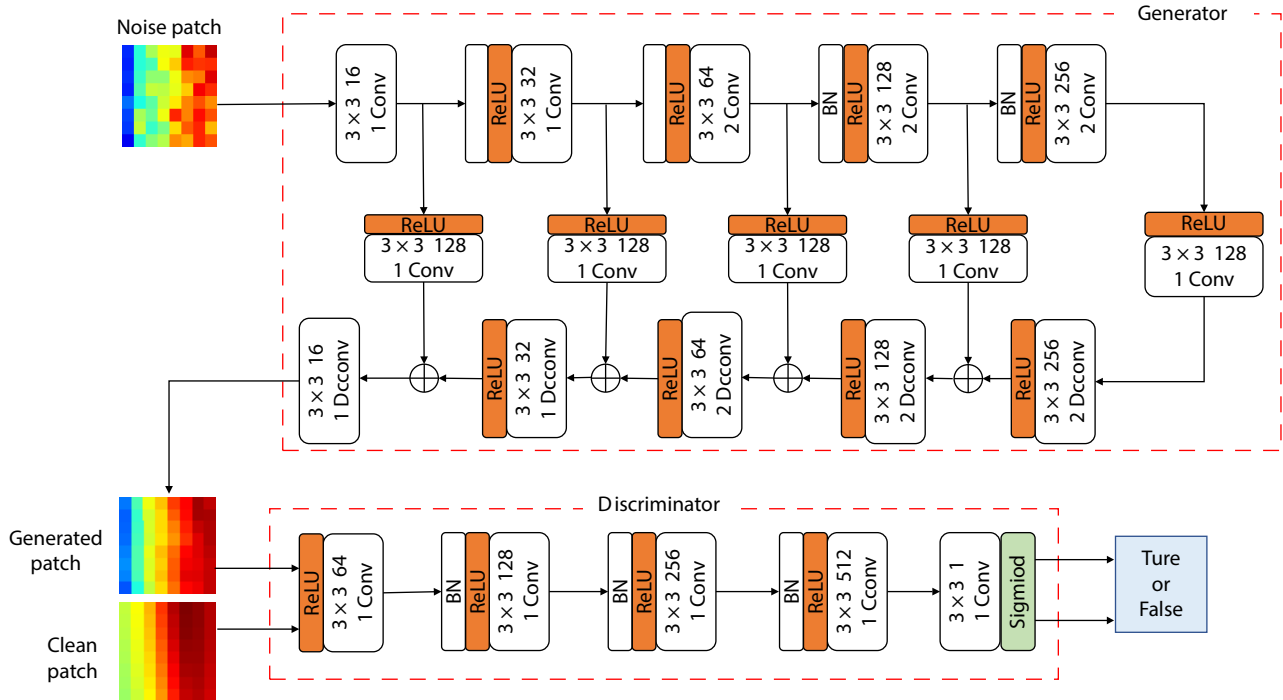 Generator
Noise patch
3 × 3 16
1 Conv
ReLU
3 × 3 32
1 Conv
ReLU
3 × 3 64
2 Conv
BN
ReLU
3 × 3 128
2 Conv
BN
ReLU
3 × 3 256
2 Conv
ReLU
3 × 3 128
1 Conv
ReLU
3 × 3 128
1 Conv
ReLU
3 × 3 128
1 Conv
ReLU
3 × 3 128
1 Conv
ReLU
3 × 3 128
1 Conv
3 × 3 16
1 Dcconv
ReLU
3 × 3 32
1 Dcconv
ReLU
3 × 3 64
2 Dcconv
ReLU
3 × 3 128
2 Dcconv
ReLU
3 × 3 256
2 Dcconv
Discriminator
Generated
patch
Clean
patch
ReLU
3 × 3 64
1 Conv
BN
ReLU
3 × 3 128
1 Conv
BN
ReLU
3 × 3 256
1 Conv
BN
ReLU
3 × 3 512
1 Cconv
3 × 3 1
1 Conv
Sigmiod
Ture
or
False